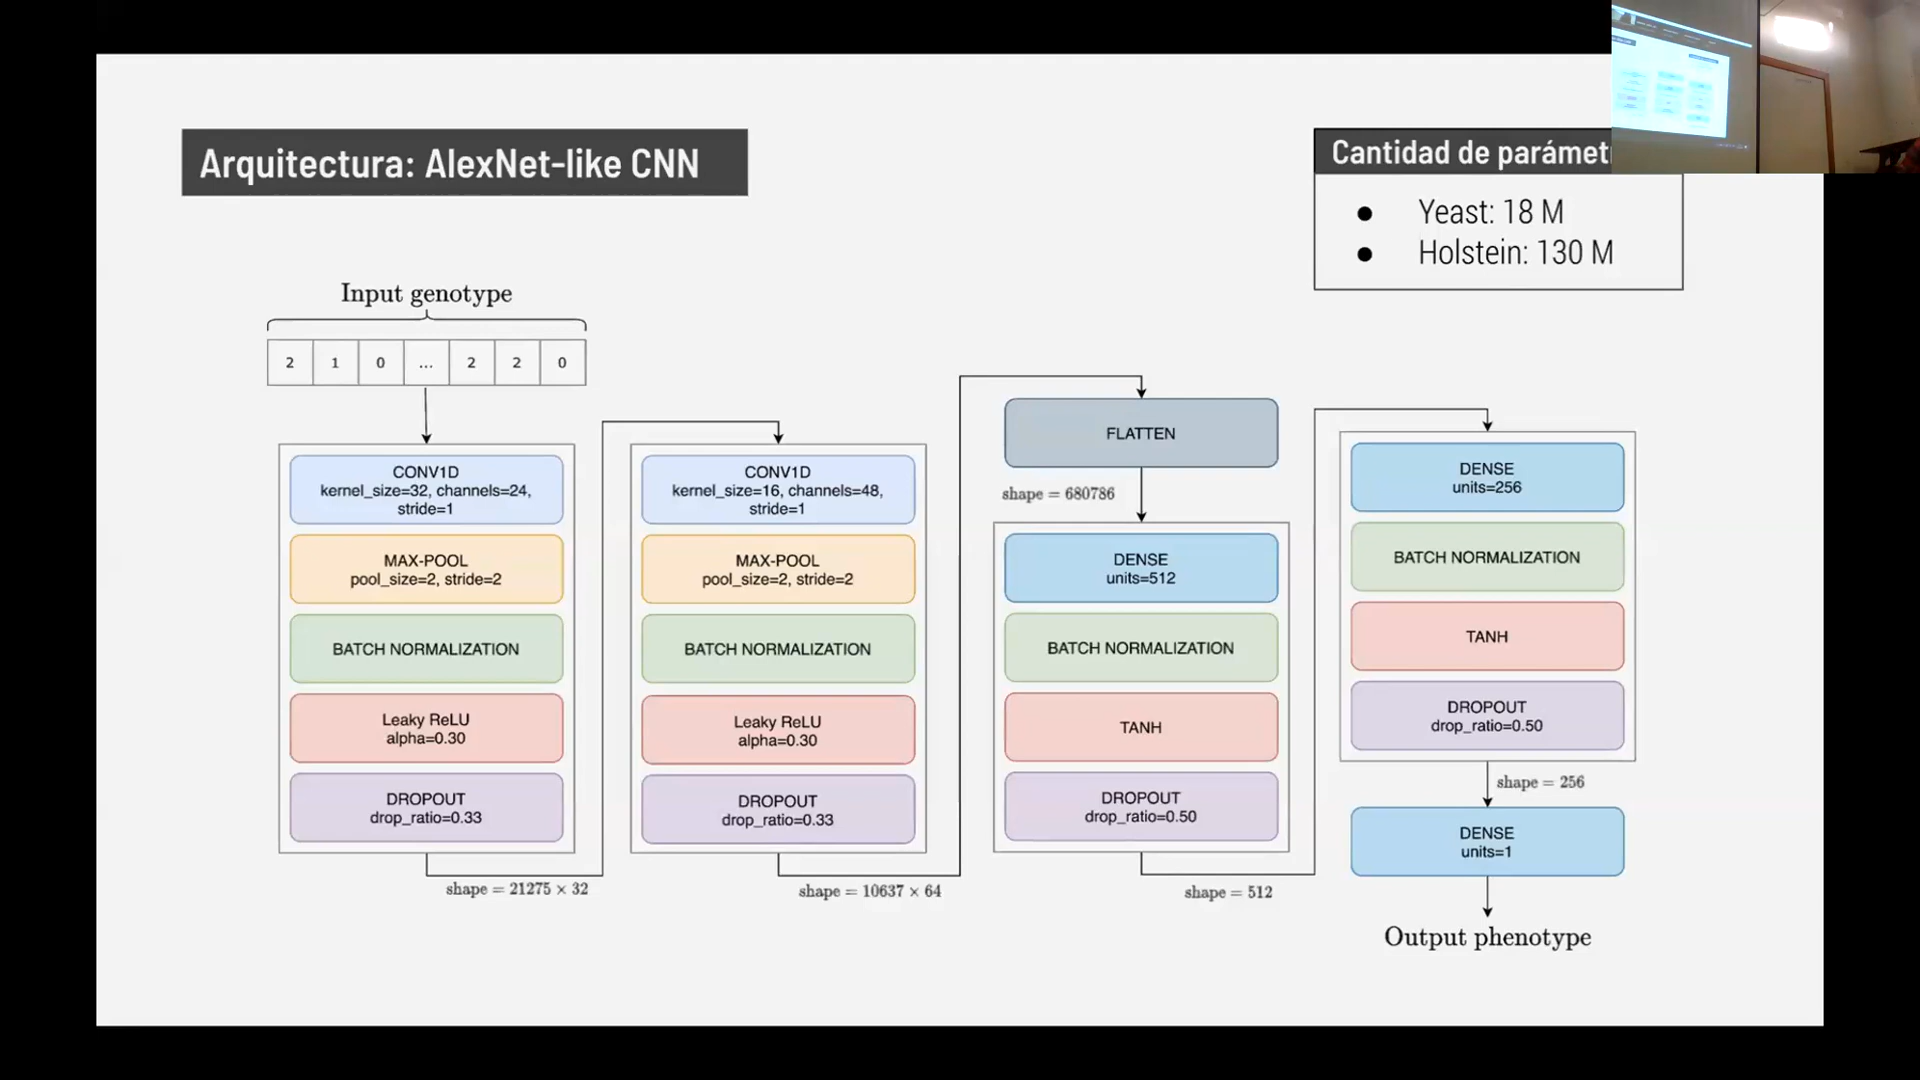 Arquitectura: AlexNet-like CNN
Cantidad de parámet
● Yeast: 18 M
● Holstein: 130 M
Input genotype
2 1 0 ... 2 2 0
CONV1D
kernel_size=32, channels=24,
stride=1
MAX-POOL
pool_size=2, stride=2
BATCH NORMALIZATION
Leaky ReLU
alpha=0.30
DROPOUT
drop_ratio=0.33
shape = 21275 × 32
CONV1D
kernel_size=16, channels=48,
stride=1
MAX-POOL
pool_size=2, stride=2
BATCH NORMALIZATION
Leaky ReLU
alpha=0.30
DROPOUT
drop_ratio=0.33
shape = 10637 × 64
FLATTEN
shape = 680786
DENSE
units=512
BATCH NORMALIZATION
TANH
DROPOUT
drop_ratio=0.50
shape = 512
DENSE
units=256
BATCH NORMALIZATION
TANH
DROPOUT
drop_ratio=0.50
shape = 256
DENSE
units=1
Output phenotype